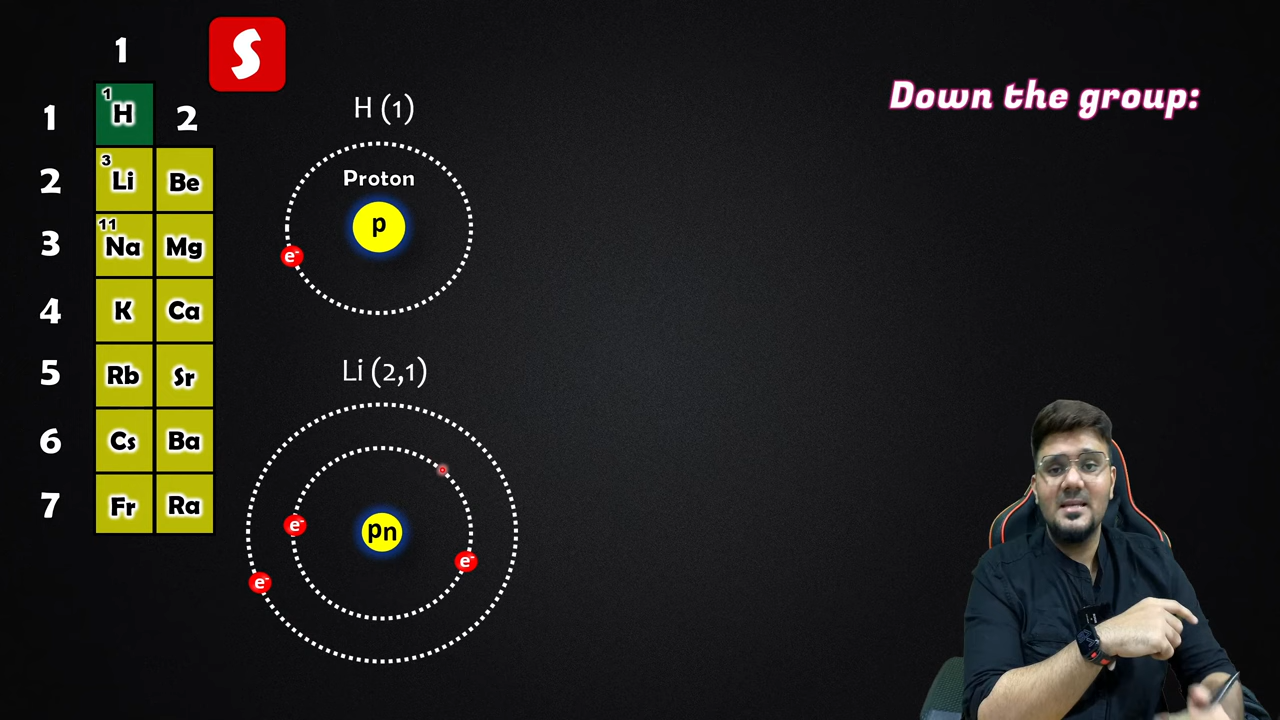 1
S
1
1
H
2
2
3
Li
Be
3
11
Na
Mg
4
K
Ca
5
Rb
Sr
6
Cs
Ba
7
Fr
Ra
H (1)
Proton
p
e-
Li (2,1)
pn
e-
e-
e-
Down the group: